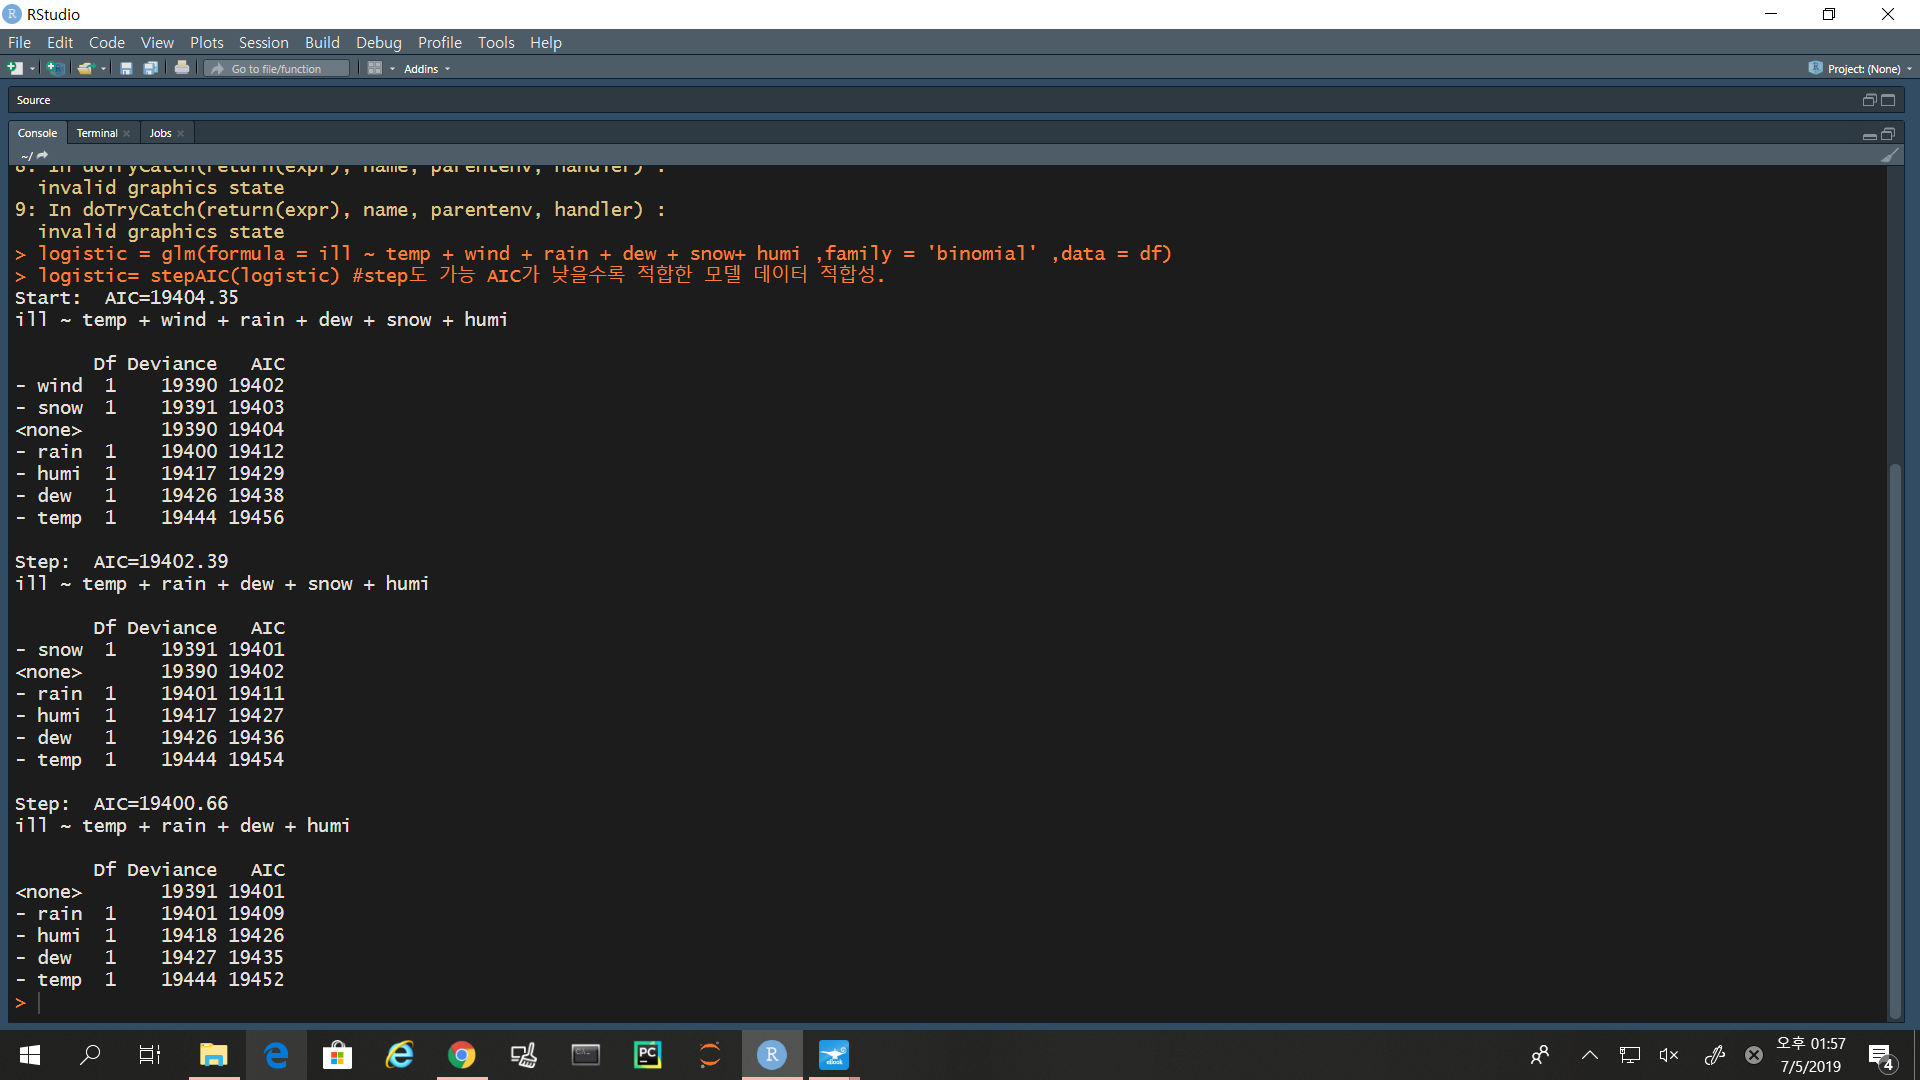 RStudio
File Edit Code View Plots Session Build Debug Profile Tools Help
Go to file/function Addins Project: (None)
Source
Console Terminal Jobs
~/
8: In doTryCatch(return(expr), name, parentenv, handler) :
invalid graphics state
9: In doTryCatch(return(expr), name, parentenv, handler) :
invalid graphics state
> logistic = glm(formula = ill ~ temp + wind + rain + dew + snow+ humi ,family = 'binomial' ,data = df)
> logistic= stepAIC(logistic) #step도 가능 AIC가 낮을수록 적합한 모델 데이터 적합성.
Start:  AIC=19404.35
ill ~ temp + wind + rain + dew + snow + humi
Df Deviance   AIC
- wind  1    19390 19402
- snow  1    19391 19403
<none>       19390 19404
- rain  1    19400 19412
- humi  1    19417 19429
- dew   1    19426 19438
- temp  1    19444 19456
Step:  AIC=19402.39
ill ~ temp + rain + dew + snow + humi
Df Deviance   AIC
- snow  1    19391 19401
<none>       19390 19402
- rain  1    19401 19411
- humi  1    19417 19427
- dew   1    19426 19436
- temp  1    19444 19454
Step:  AIC=19400.66
ill ~ temp + rain + dew + humi
Df Deviance   AIC
<none>       19391 19401
- rain  1    19401 19409
- humi  1    19418 19426
- dew   1    19427 19435
- temp  1    19444 19452
>
오후 01:57
7/5/2019
4